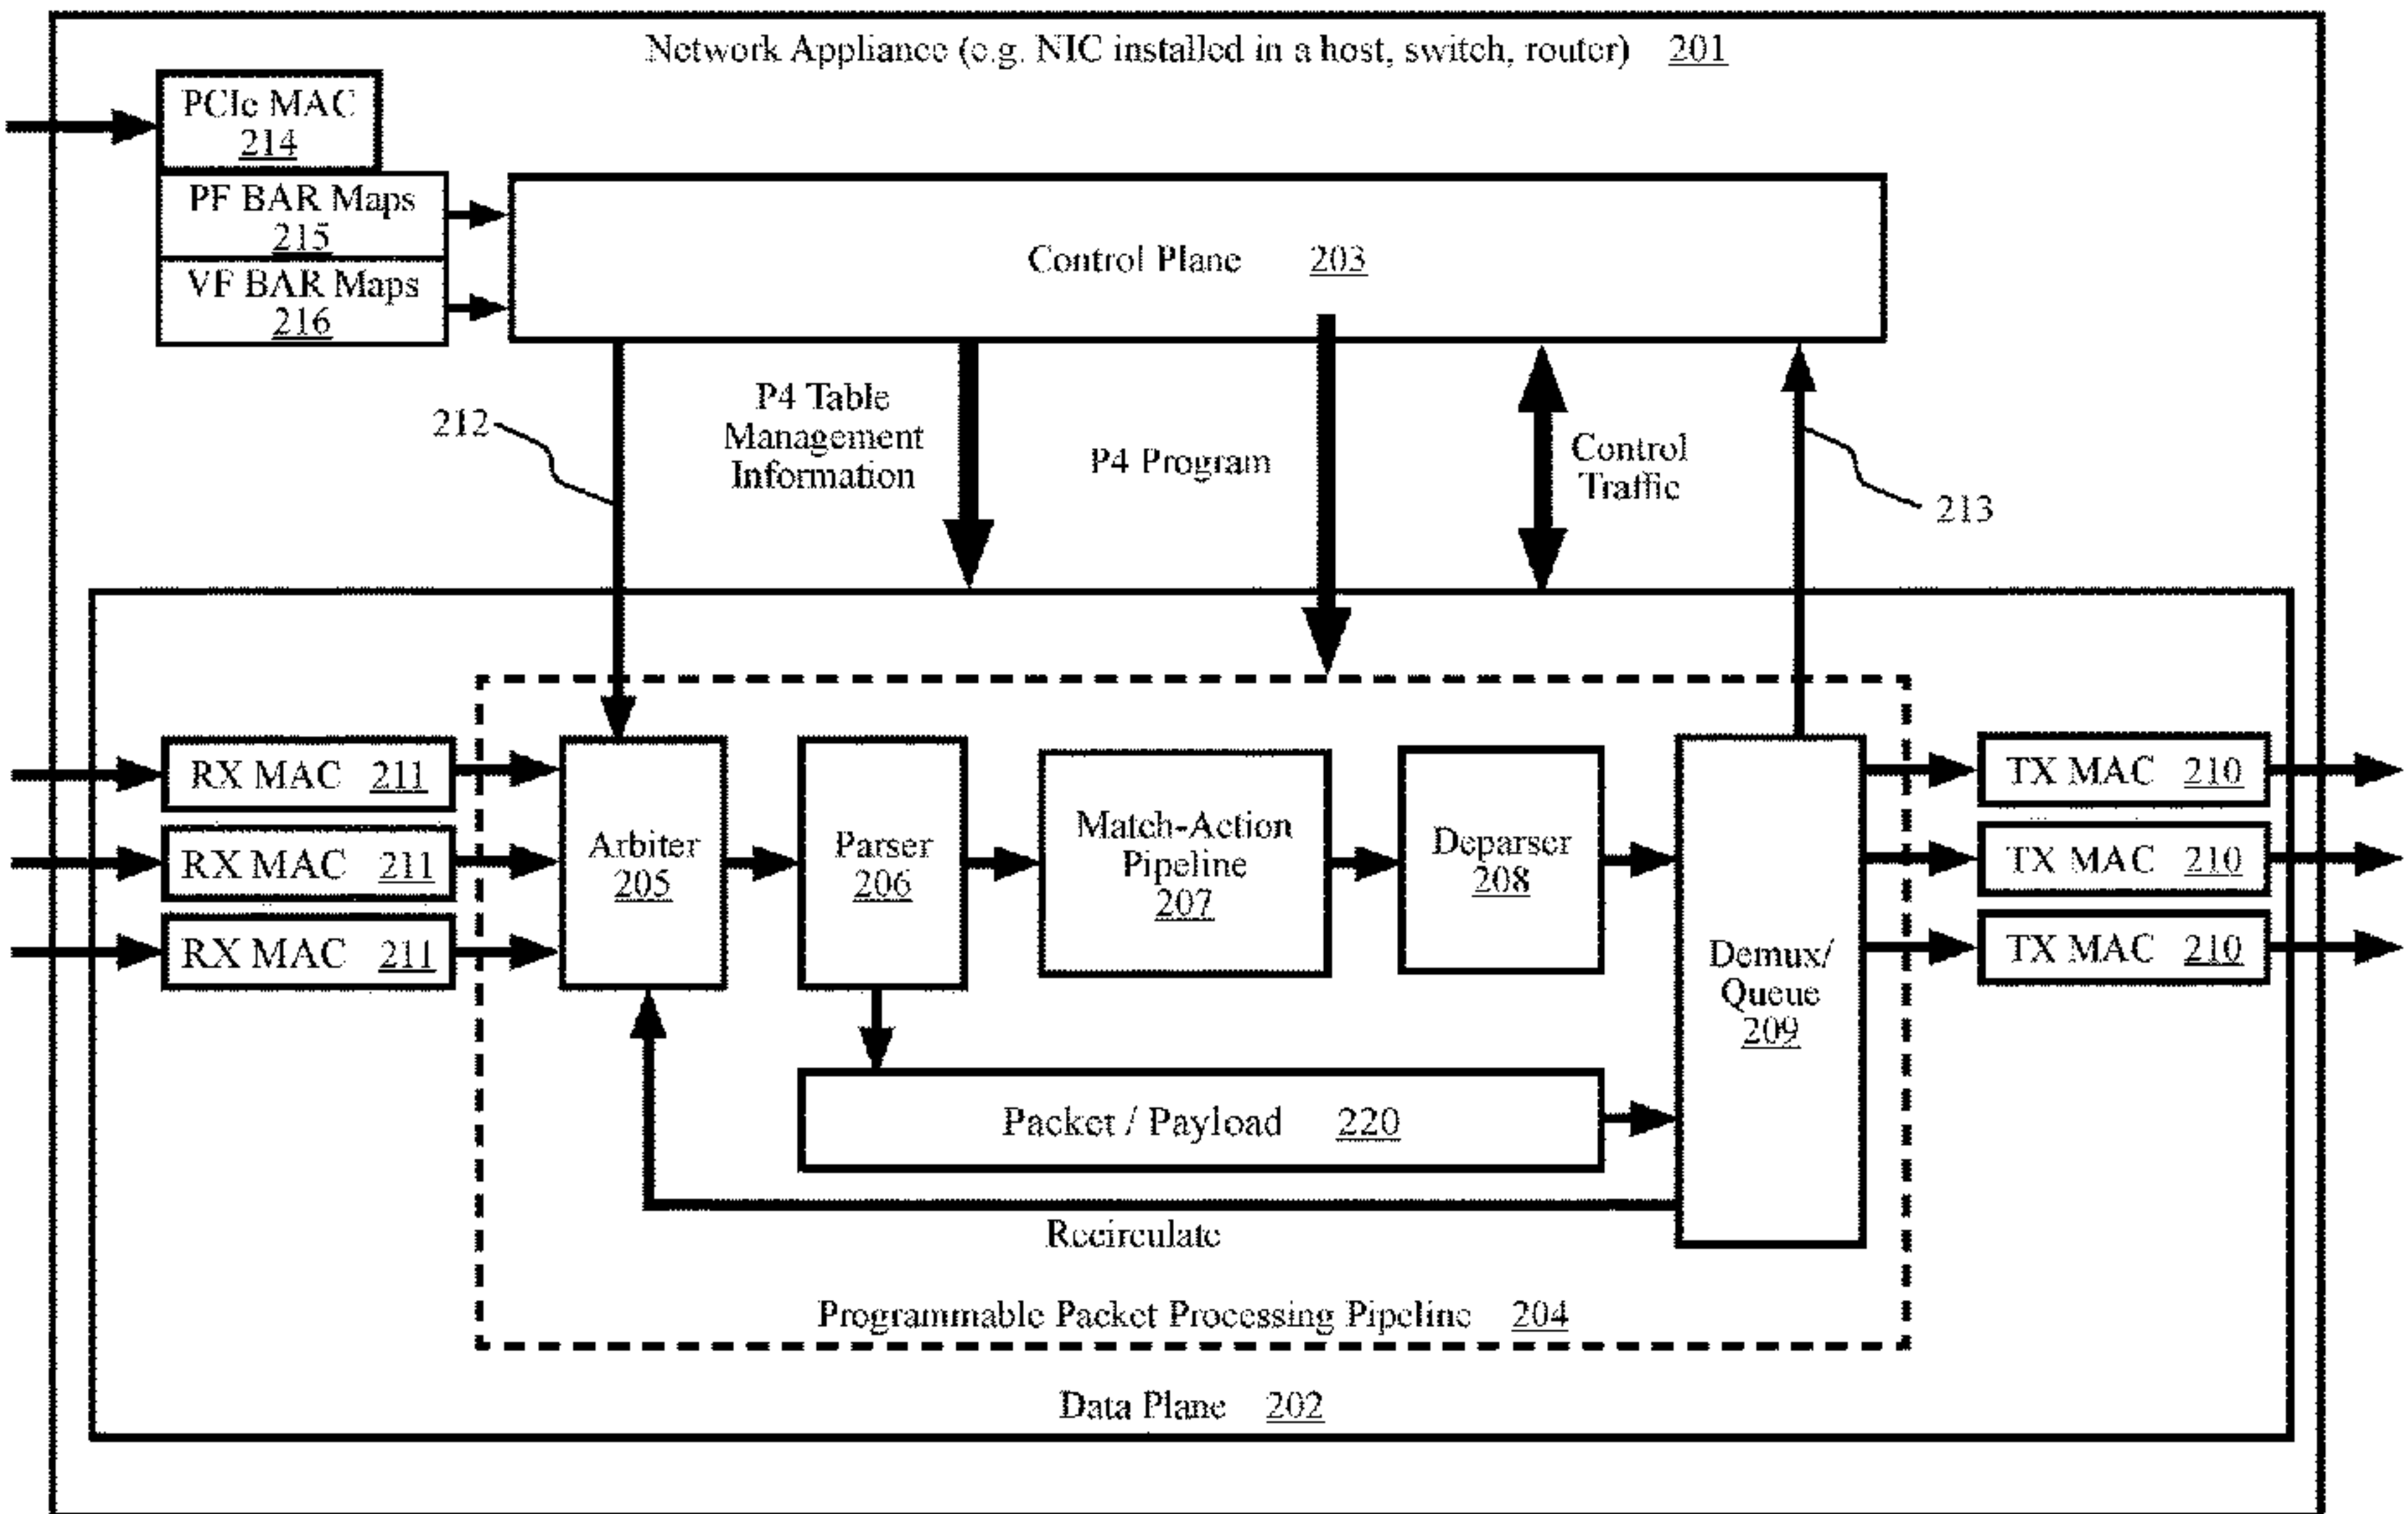 Network Appliance (e.g. NIC installed in a host, switch, router) 201
PCIe MAC
214
PF BAR Maps
215
VF BAR Maps
216
Control Plane 203
212
P4 Table
Management
Information
P4 Program
Control
Traffic
213
RX MAC 211
RX MAC 211
RX MAC 211
Arbiter
205
Parser
206
Match-Action
Pipeline
207
Deparser
208
Demux/
Queue
209
TX MAC 210
TX MAC 210
TX MAC 210
Packet / Payload 220
Recirculate
Programmable Packet Processing Pipeline 204
Data Plane 202